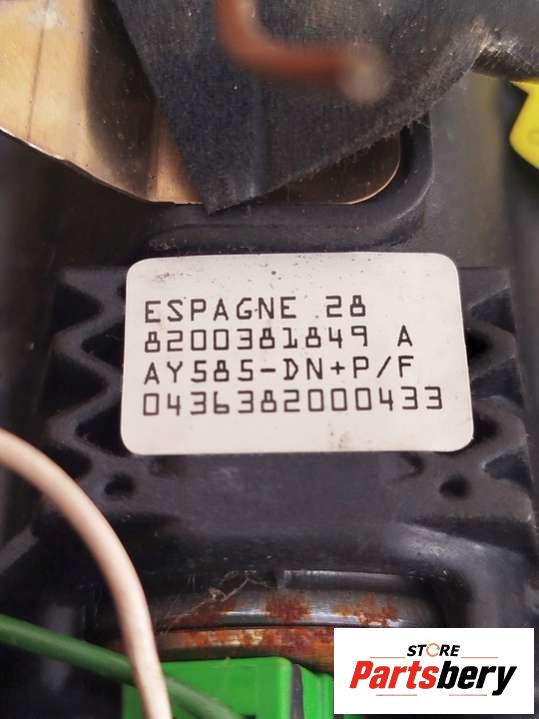 ESPAGNE 28
8200381849 A
AY585-DN+P/F
0436382000433
STORE
Partsbery